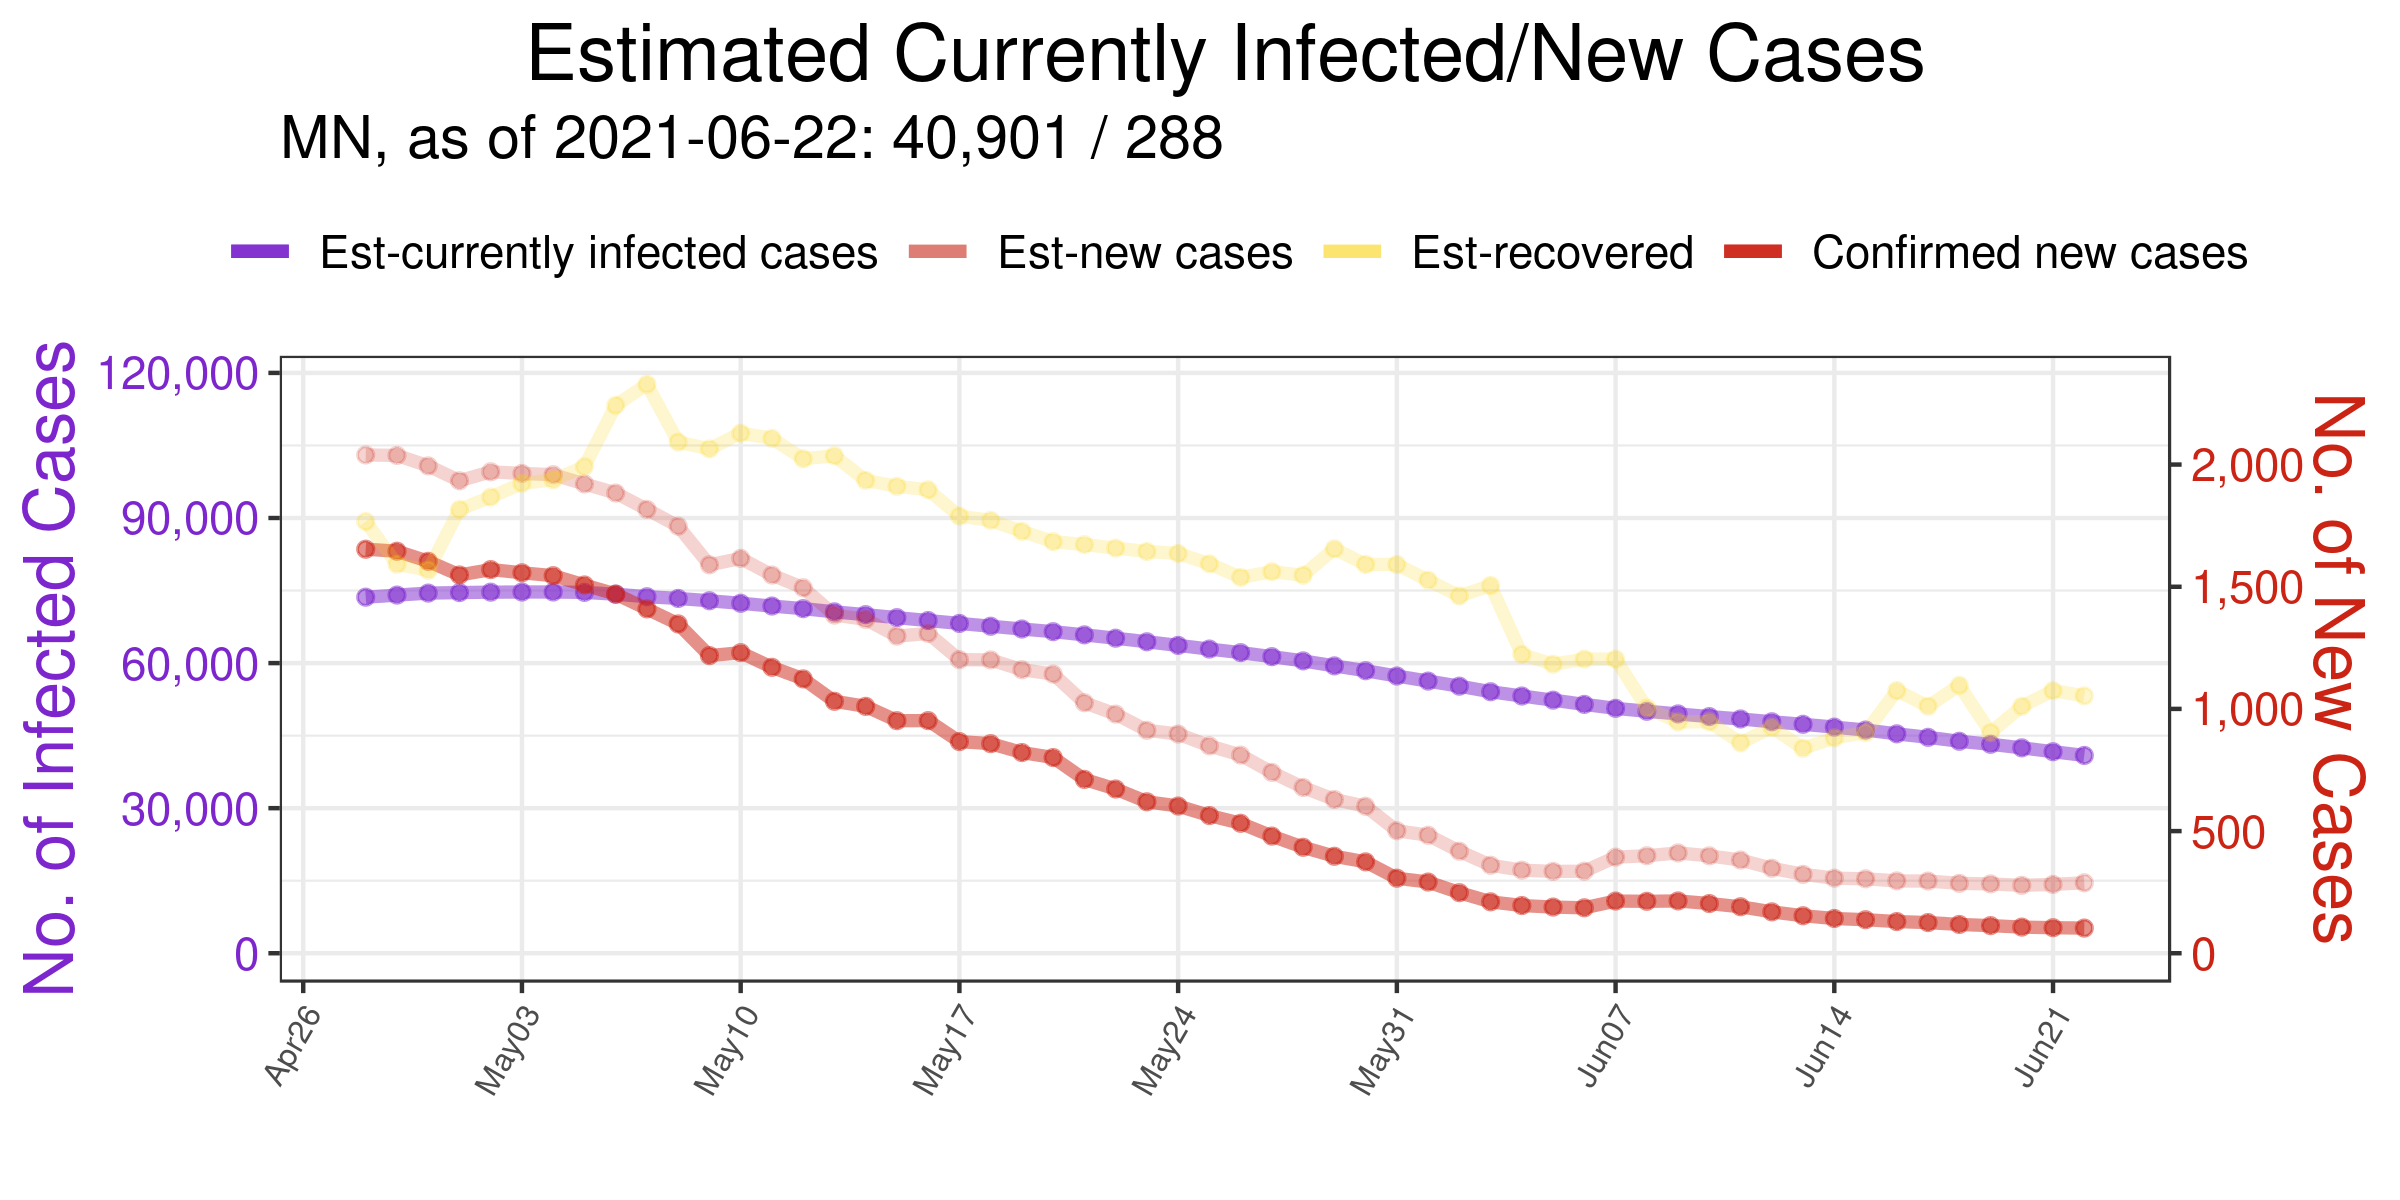 Estimated Currently Infected/New Cases
MN, as of 2021-06-22: 40,901 / 288
Est-currently infected cases Est-new cases Est-recovered Confirmed new cases
No. of Infected Cases
120,000
90,000
60,000
30,000
0
2,000
1,500
1,000
500
0
No. of New Cases
Apr26 May03 May10 May17 May24 May31 Jun07 Jun14 Jun21